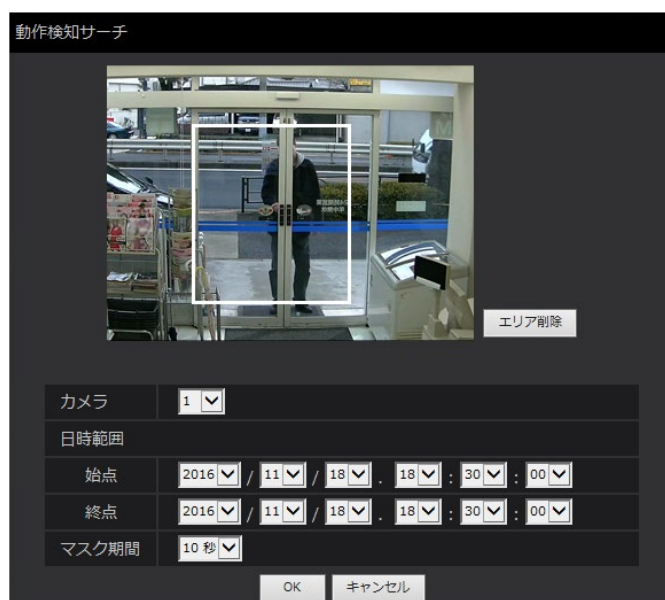 動作検知サーチ
エリア削除
カメラ 1
日時範囲
始点 2016 / 11 / 18 . 18 : 30 : 00
終点 2016 / 11 / 18 . 18 : 30 : 00
マスク期間 10 秒
OK キャンセル